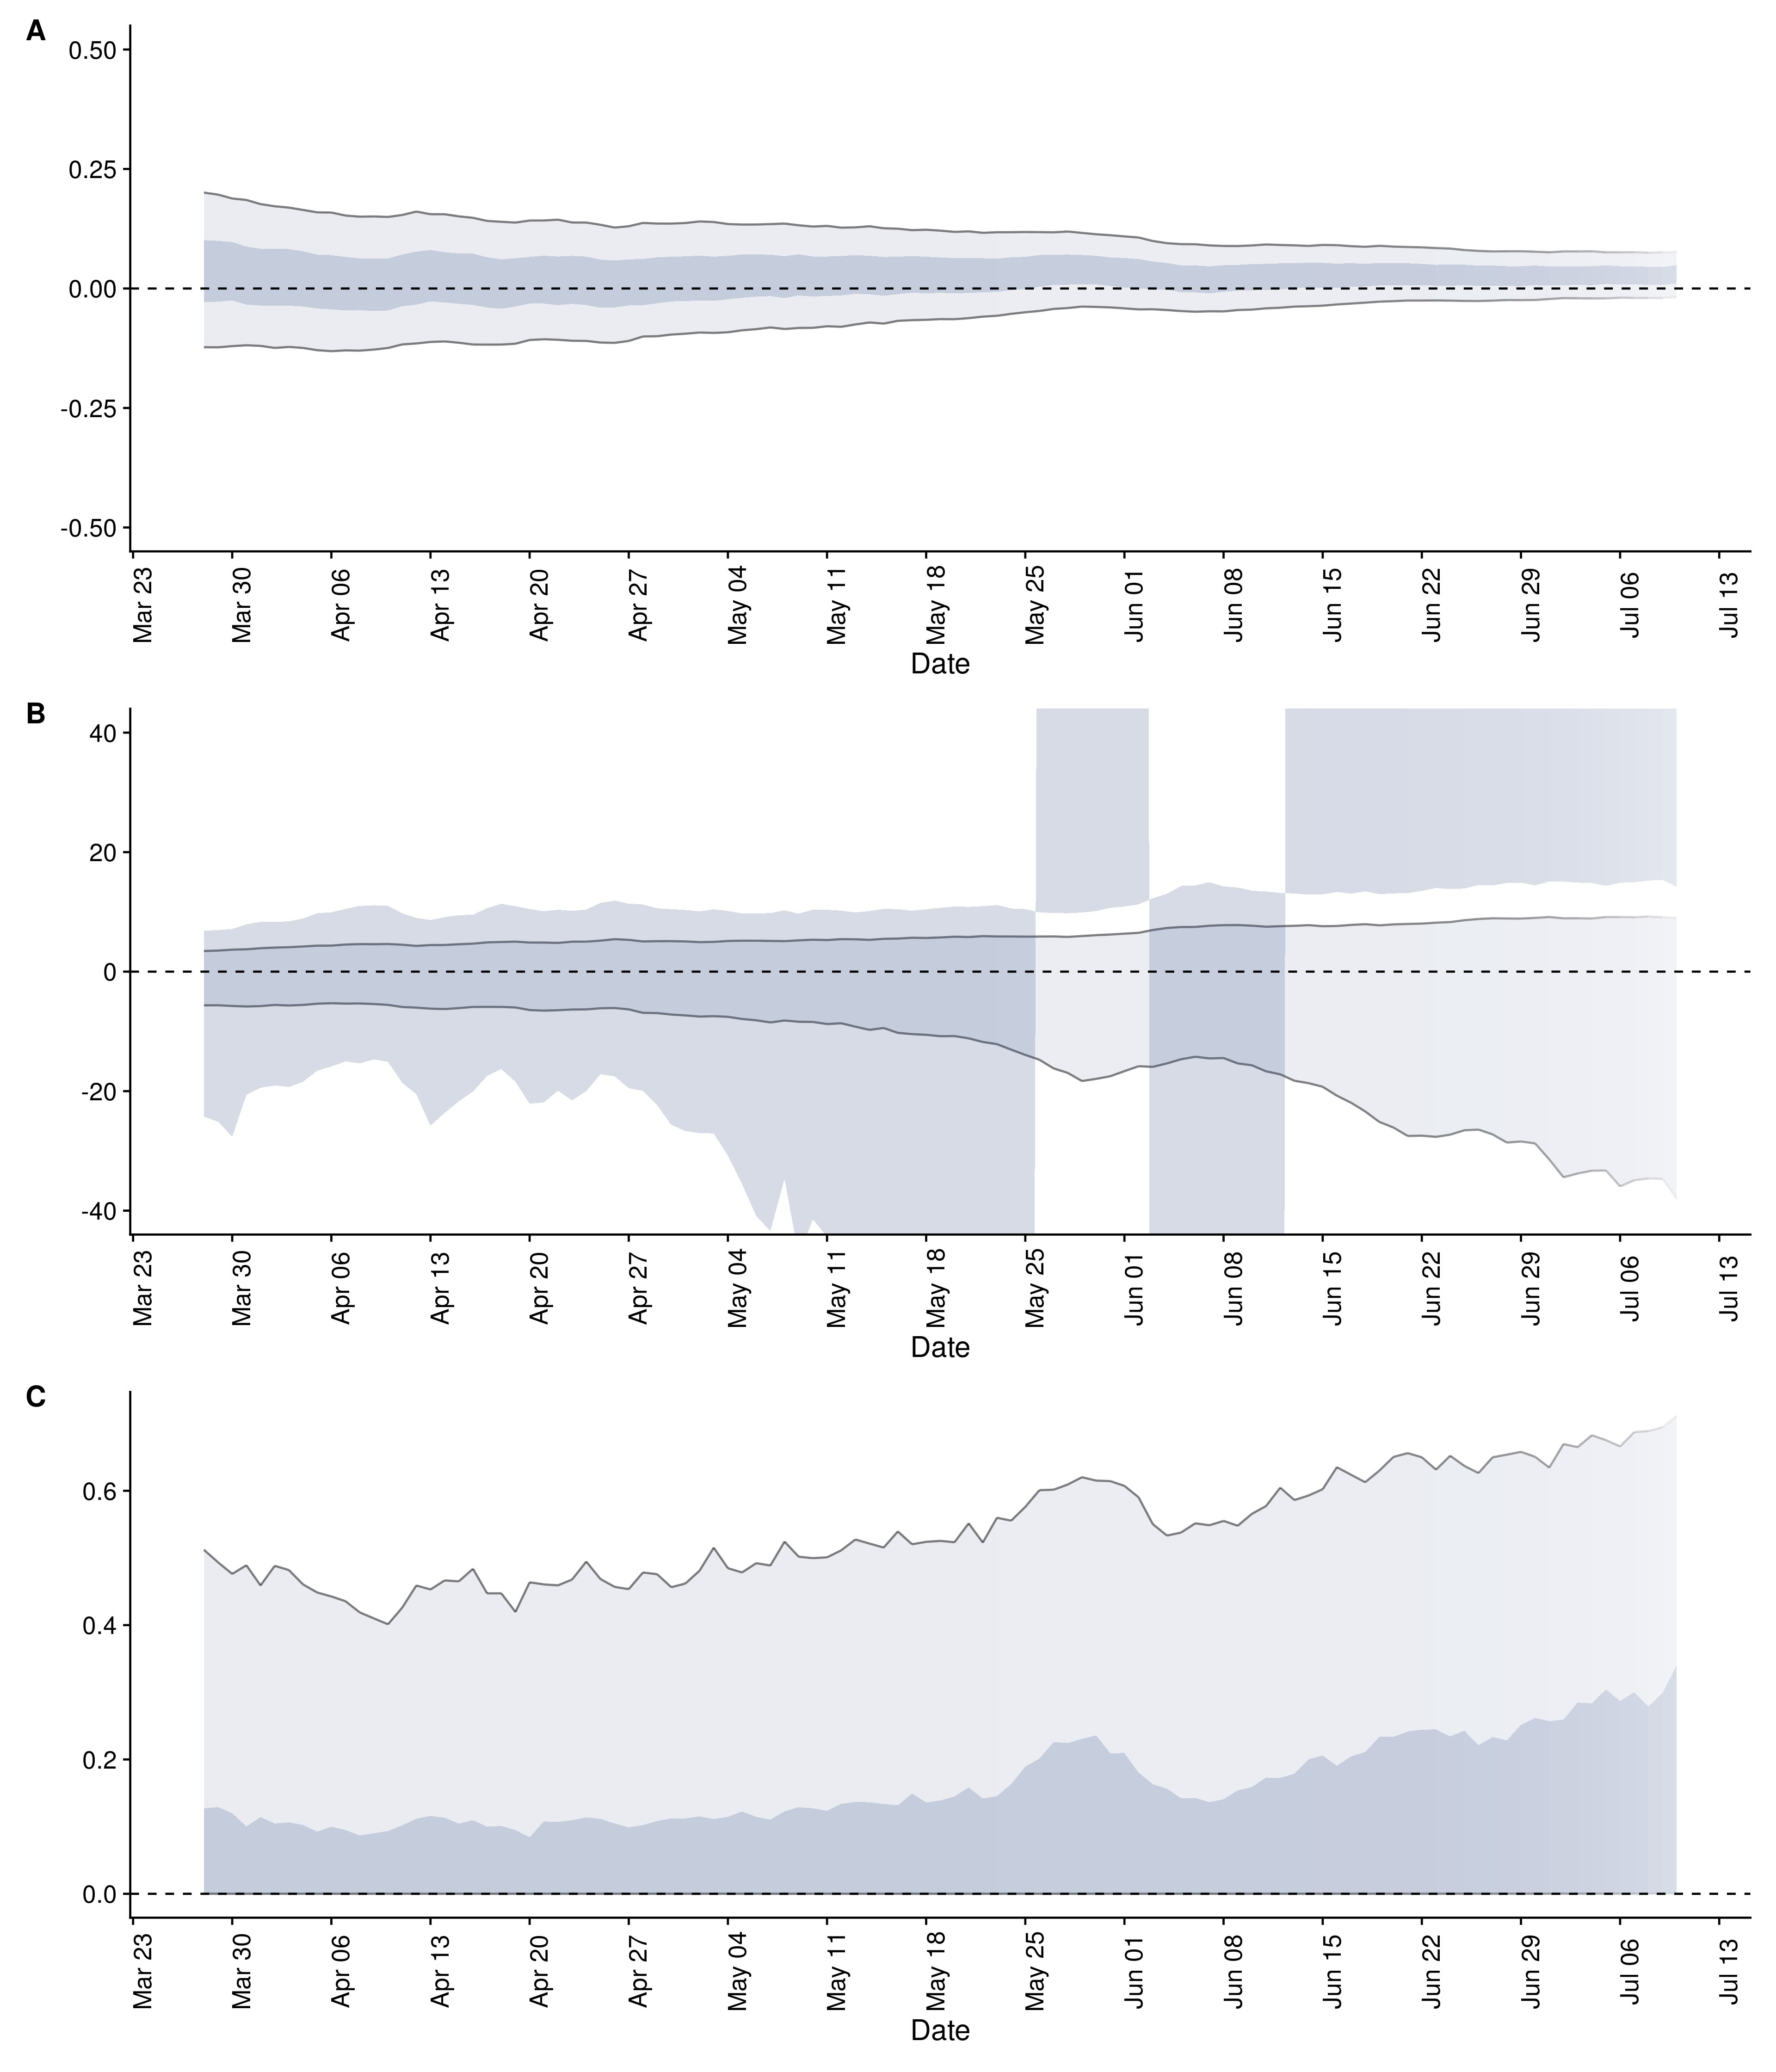 A
0.50
0.25
0.00
-0.25
-0.50
Mar 23
Mar 30
Apr 06
Apr 13
Apr 20
Apr 27
May 04
May 11
May 18
May 25
Jun 01
Jun 08
Jun 15
Jun 22
Jun 29
Jul 06
Jul 13
Date
B
40
20
0
-20
-40
Mar 23
Mar 30
Apr 06
Apr 13
Apr 20
Apr 27
May 04
May 11
May 18
May 25
Jun 01
Jun 08
Jun 15
Jun 22
Jun 29
Jul 06
Jul 13
Date
C
0.6
0.4
0.2
0.0
Mar 23
Mar 30
Apr 06
Apr 13
Apr 20
Apr 27
May 04
May 11
May 18
May 25
Jun 01
Jun 08
Jun 15
Jun 22
Jun 29
Jul 06
Jul 13
Date